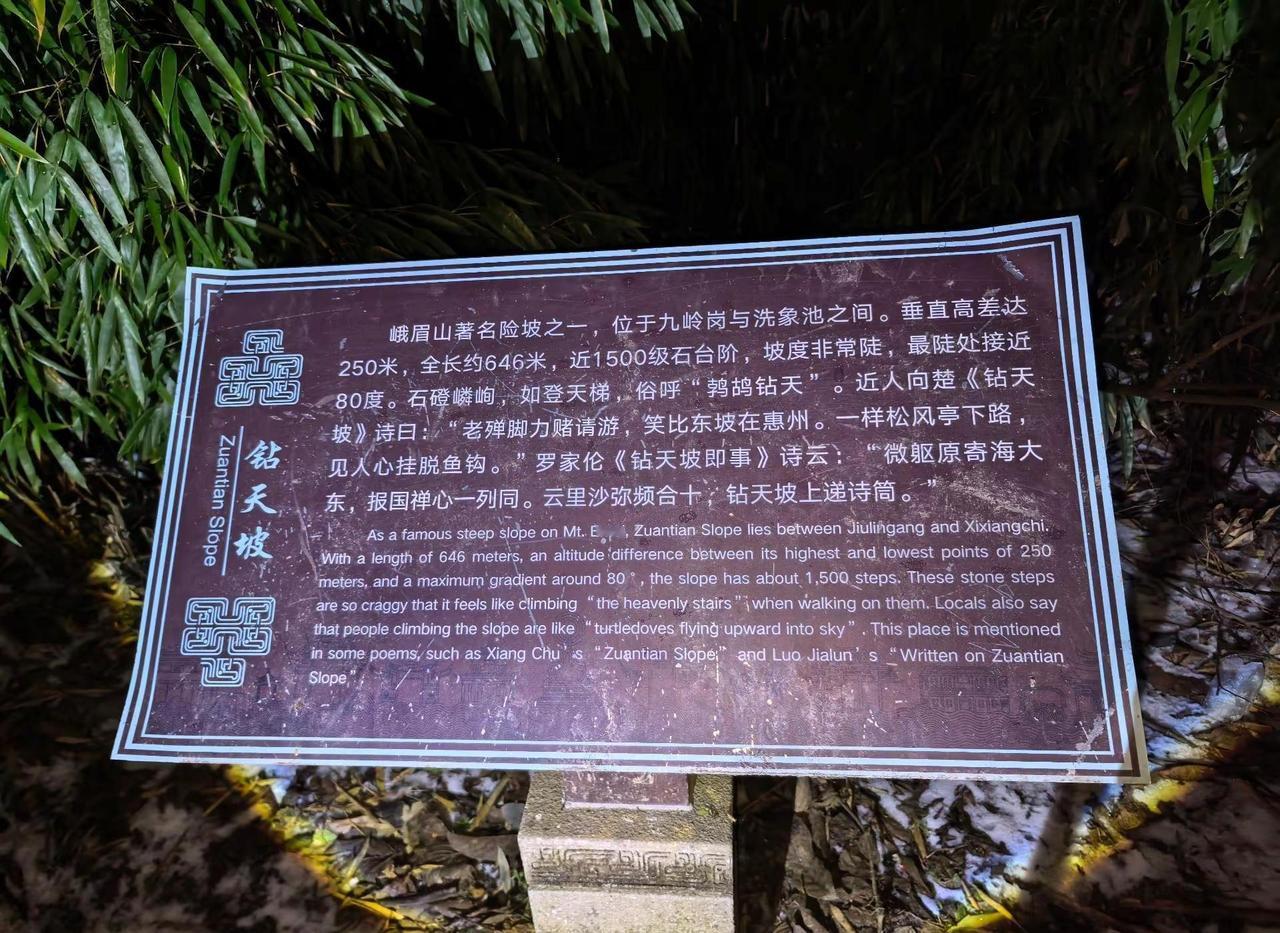 钻天坡
Zuantian Slope
峨眉山著名险坡之一，位于九岭岗与洗象池之间。垂直高差达
250米，全长约646米，近1500级石台阶，坡度非常陡，最陡处接近
80度。石磴嶙峋，如登天梯，俗呼“鹁鸪钻天”。近人向楚《钻天
坡》诗曰：“老殚脚力赌请游，笑比东坡在惠州。一样松风亭下路，
见人心挂脱鱼钩。”罗家伦《钻天坡即事》诗云：“微躯原寄海大
东，报国禅心一列同。云里沙弥频合十，钻天坡上递诗筒。”
As a famous steep slope on Mt. Zuantian Slope lies between Jiulingang and Xixiangchi.
With a length of 646 meters, an altitude difference between its highest and lowest points of 250
meters, and a maximum gradient around 80°, the slope has about 1,500 steps. These stone steps
are so craggy that it feels like climbing “the heavenly stairs” when walking on them. Locals also say
that people climbing the slope are like “turtledoves flying upward into sky”. This place is mentioned
in some poems, such as Xiang Chu's “Zuantian Slope” and Luo Jialun's “Written on Zuantian
Slope”